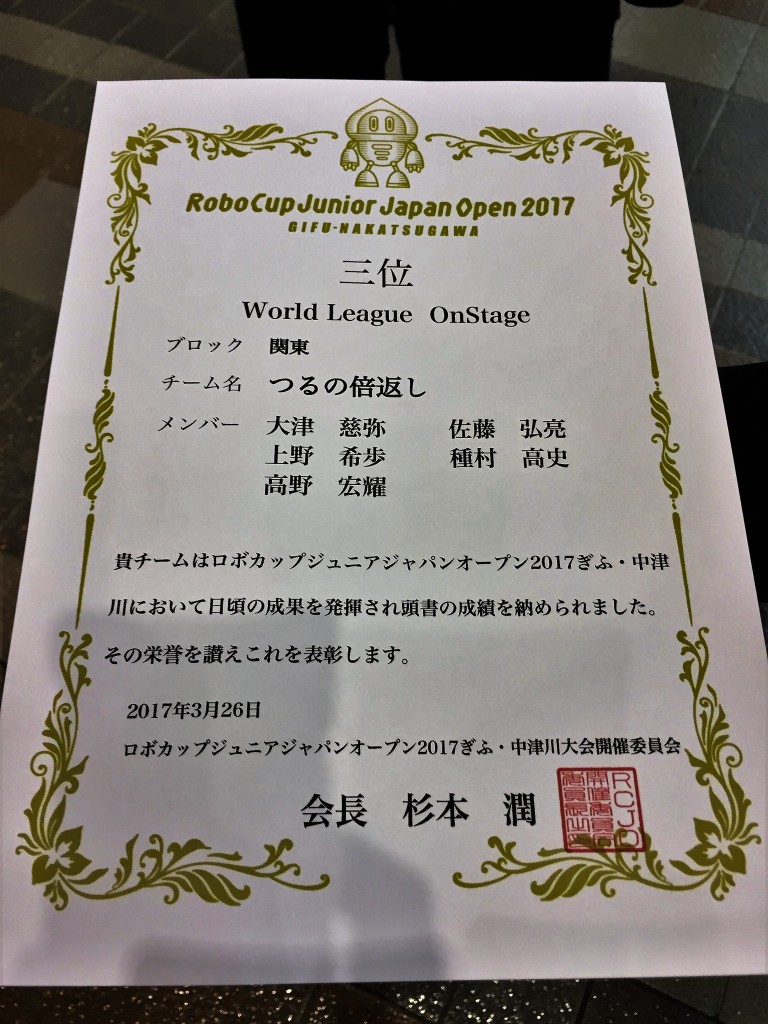 RoboCupJunior Japan Open 2017
GIFU-NAKATSUGAWA
三位
World League OnStage
ブロック 関東
チーム名 つるの倍返し
メンバー 大津 慈弥 佐藤 弘亮
上野 希歩 種村 高史
高野 宏耀
貴チームはロボカップジュニアジャパンオープン2017ぎふ・中津
川において日頃の成果を発揮され頭書の成績を納められました。
その栄誉を讃えこれを表彰します。
2017年3月26日
ロボカップジュニアジャパンオープン2017ぎふ・中津川大会開催委員会
会長 杉本 潤
RCJJ
開催委員